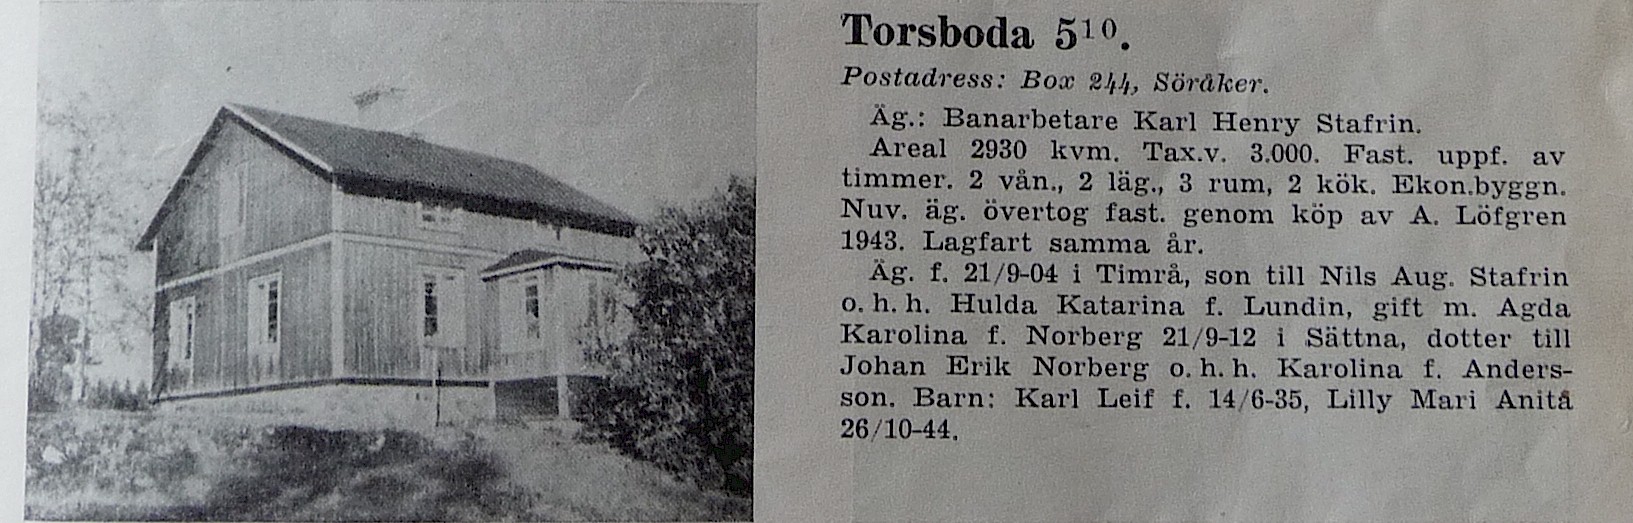 Torsboda 5¹⁰.
Postadress: Box 244, Söråker.
Äg.: Banarbetare Karl Henry Stafrin.
Areal 2930 kvm. Tax.v. 3.000. Fast. uppf. av
timmer. 2 vån., 2 läg., 3 rum, 2 kök. Ekon.byggn.
Nuv. äg. övertog fast. genom köp av A. Löfgren
1943. Lagfart samma år.
Äg. f. 21/9-04 i Timrå, son till Nils Aug. Stafrin
o. h. h. Hulda Katarina f. Lundin, gift m. Agda
Karolina f. Norberg 21/9-12 i Sättna, dotter till
Johan Erik Norberg o. h. h. Karolina f. Anders-
son. Barn: Karl Leif f. 14/6-35, Lilly Mari Anita
26/10-44.